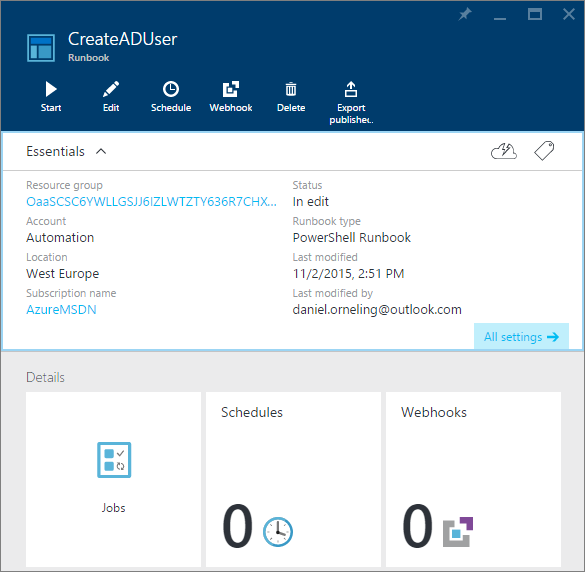 CreateADUser
Runbook
Start
Edit
Schedule
Webhook
Delete
Export
publishe..
Essentials
Resource group
OaaSCSC6YWLLGSJJ6IZLWTZTY636R7CHX...
Status
In edit
Account
Automation
Runbook type
PowerShell Runbook
Location
West Europe
Last modified
11/2/2015, 2:51 PM
Subscription name
AzureMSDN
Last modified by
daniel.orneling@outlook.com
All settings
Details
Jobs
Schedules
0
Webhooks
0